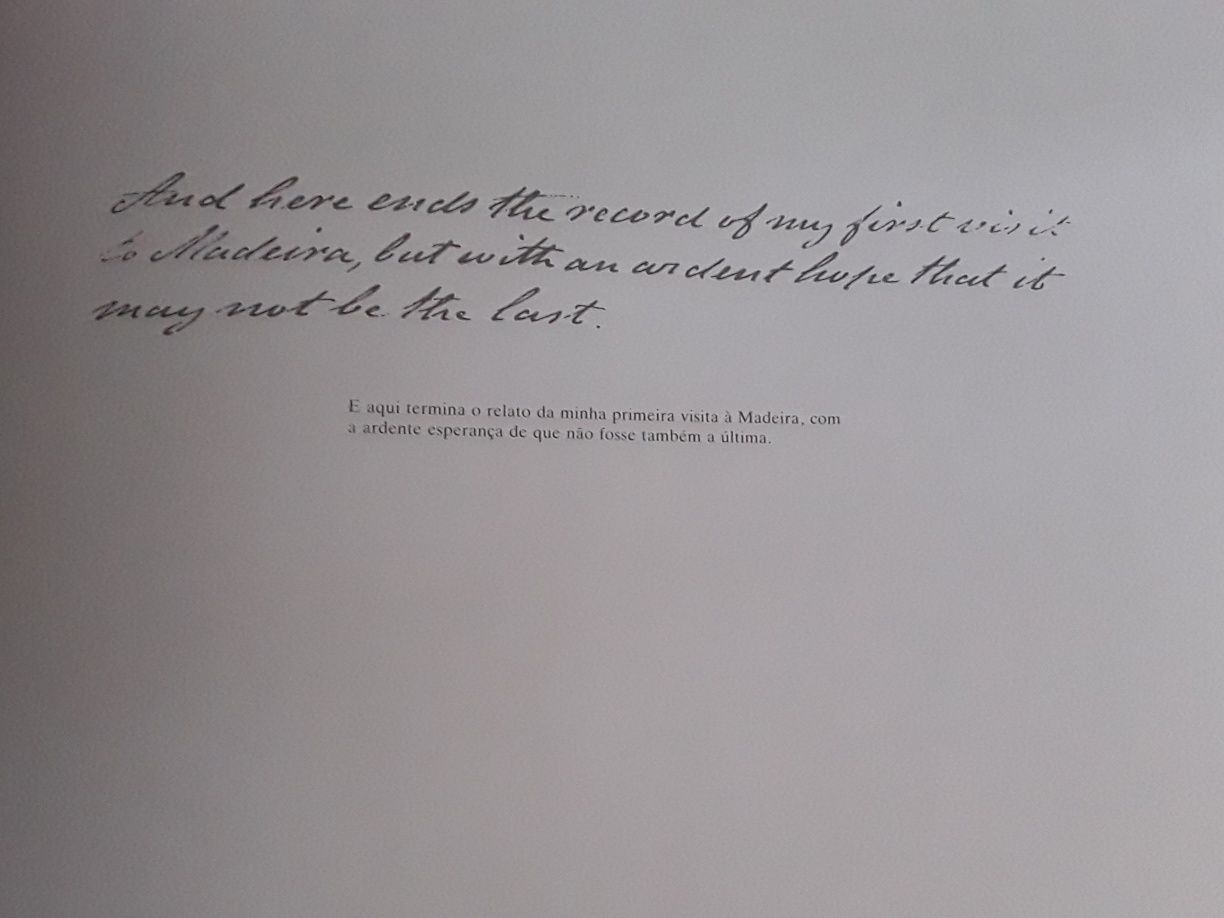 And here ends the record of my first visit
to Madeira, but with an ardent hope that it
may not be the last.
E aqui termina o relato da minha primeira visita à Madeira, com
a ardente esperança de que não fosse também a última.